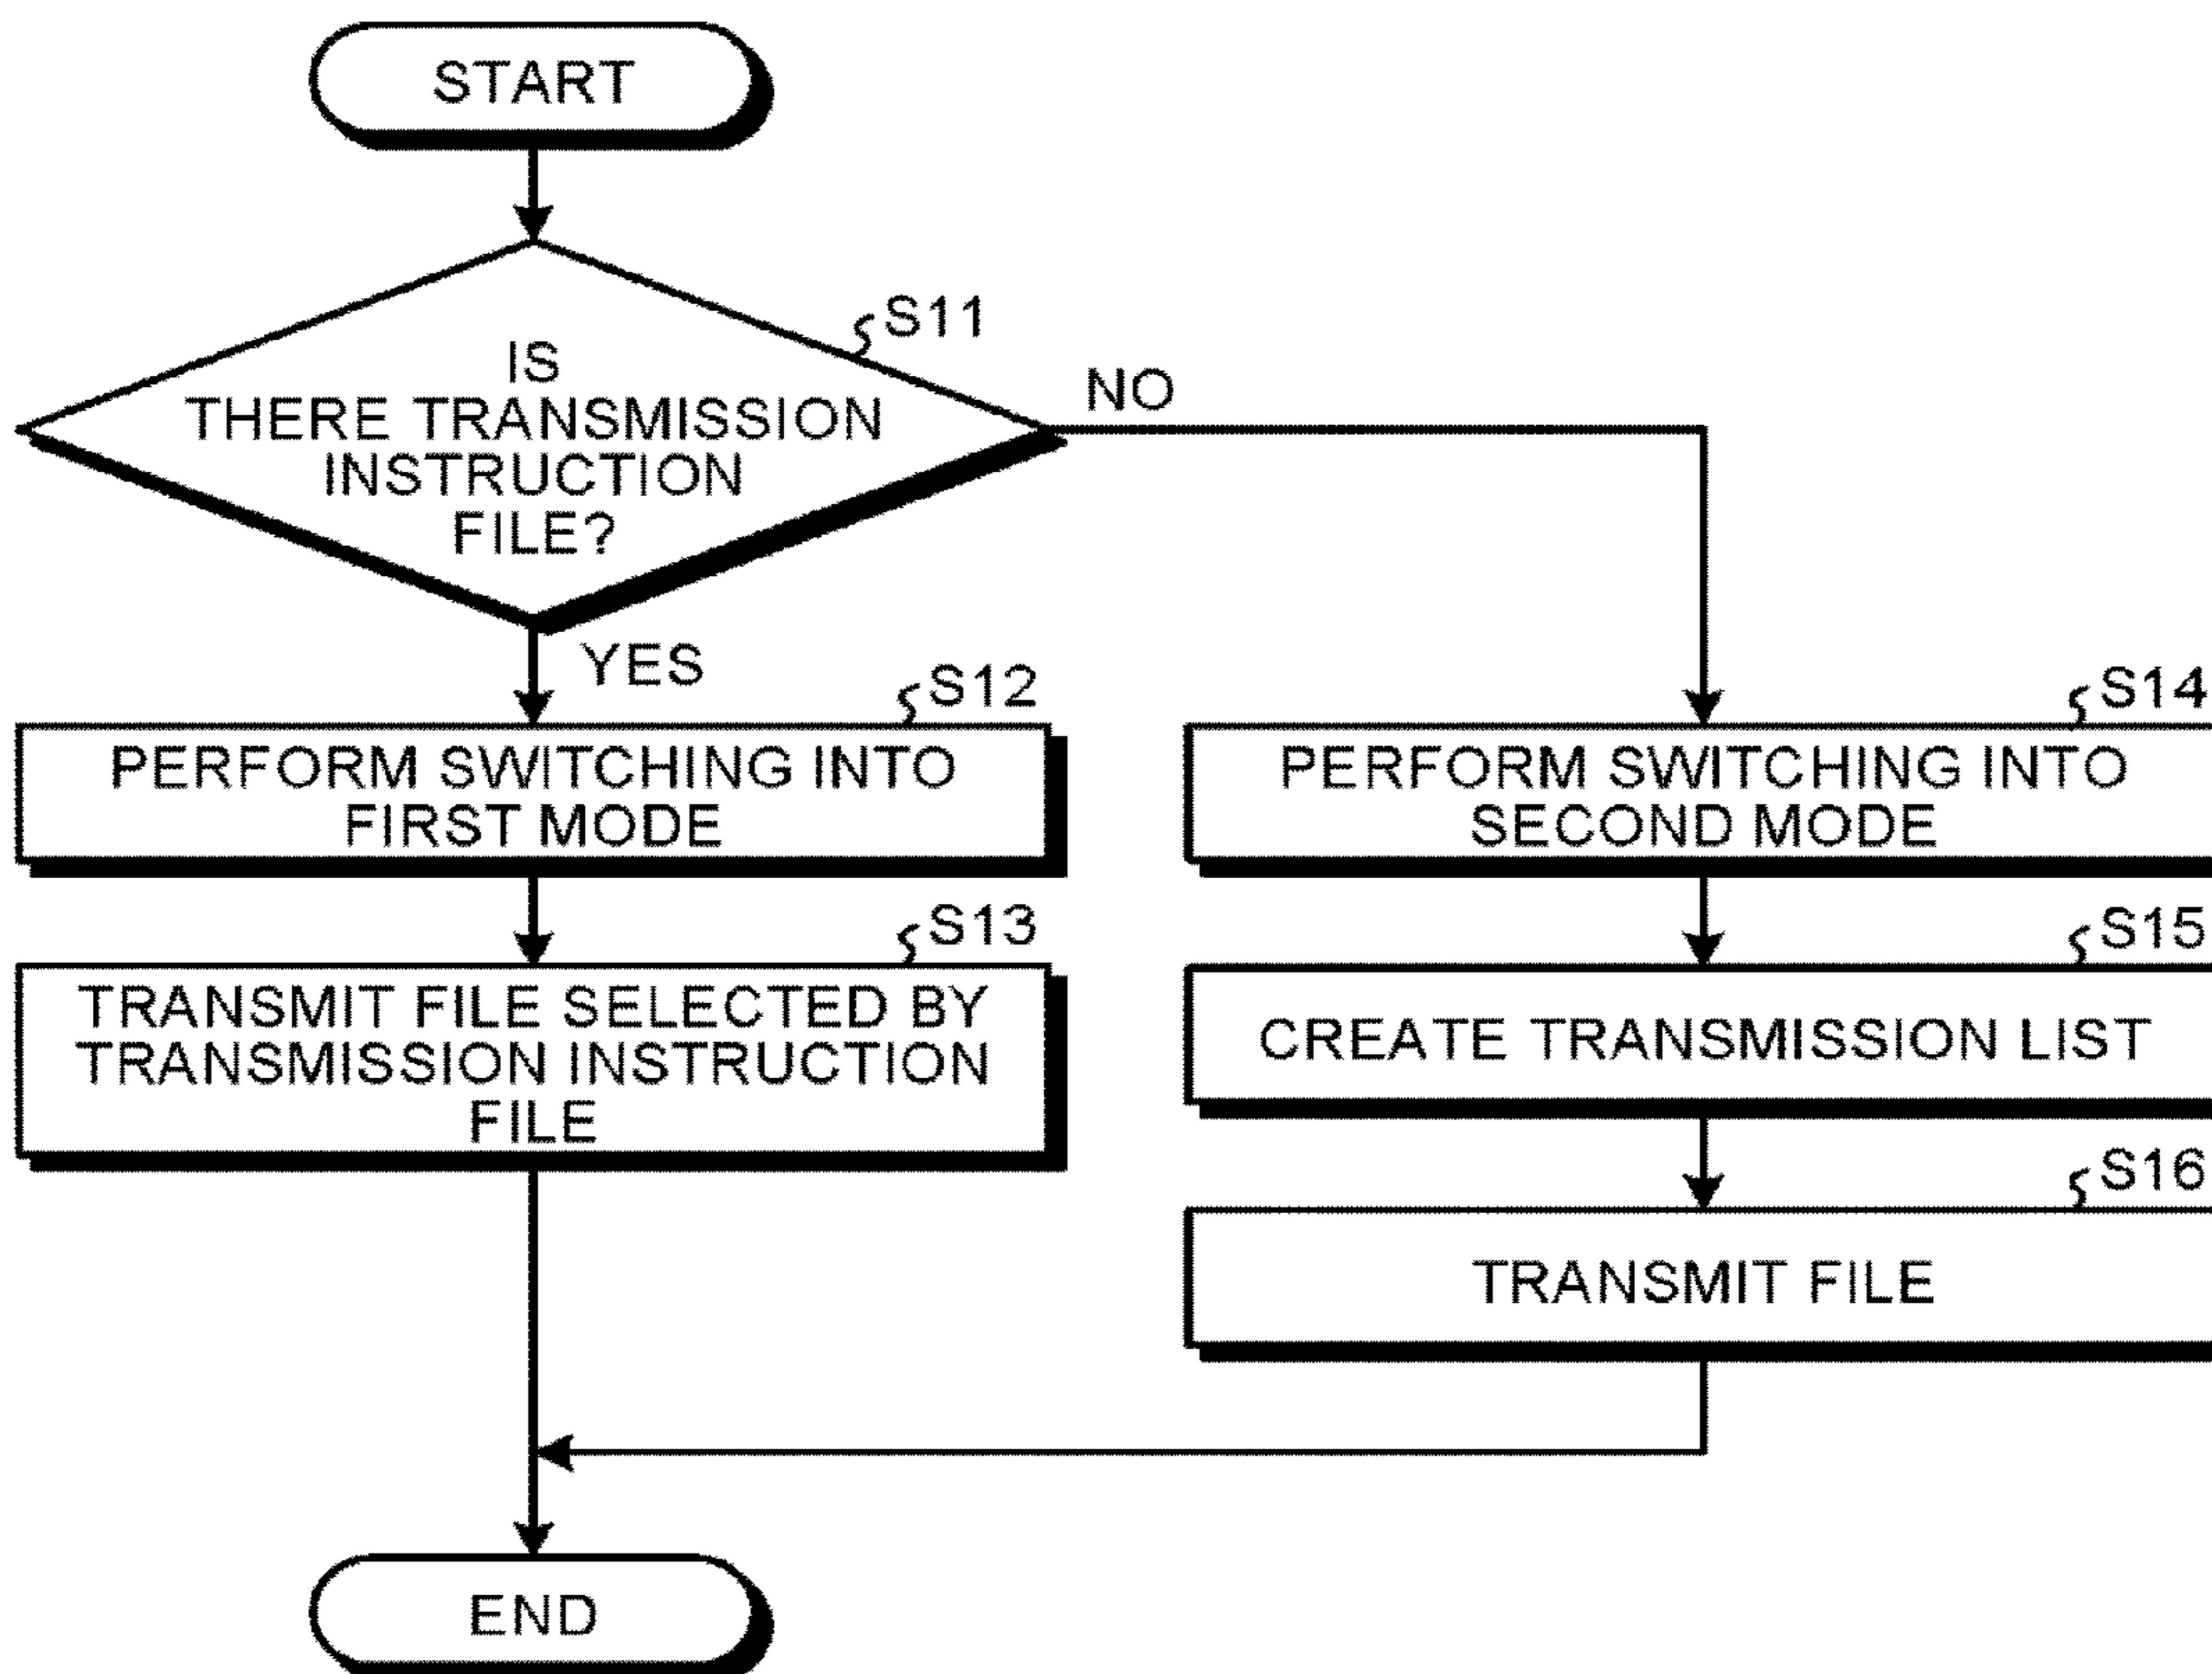 START
S11
IS
THERE TRANSMISSION
INSTRUCTION
FILE?
NO
YES
S12
PERFORM SWITCHING INTO
FIRST MODE
S13
TRANSMIT FILE SELECTED BY
TRANSMISSION INSTRUCTION
FILE
S14
PERFORM SWITCHING INTO
SECOND MODE
S15
CREATE TRANSMISSION LIST
S16
TRANSMIT FILE
END